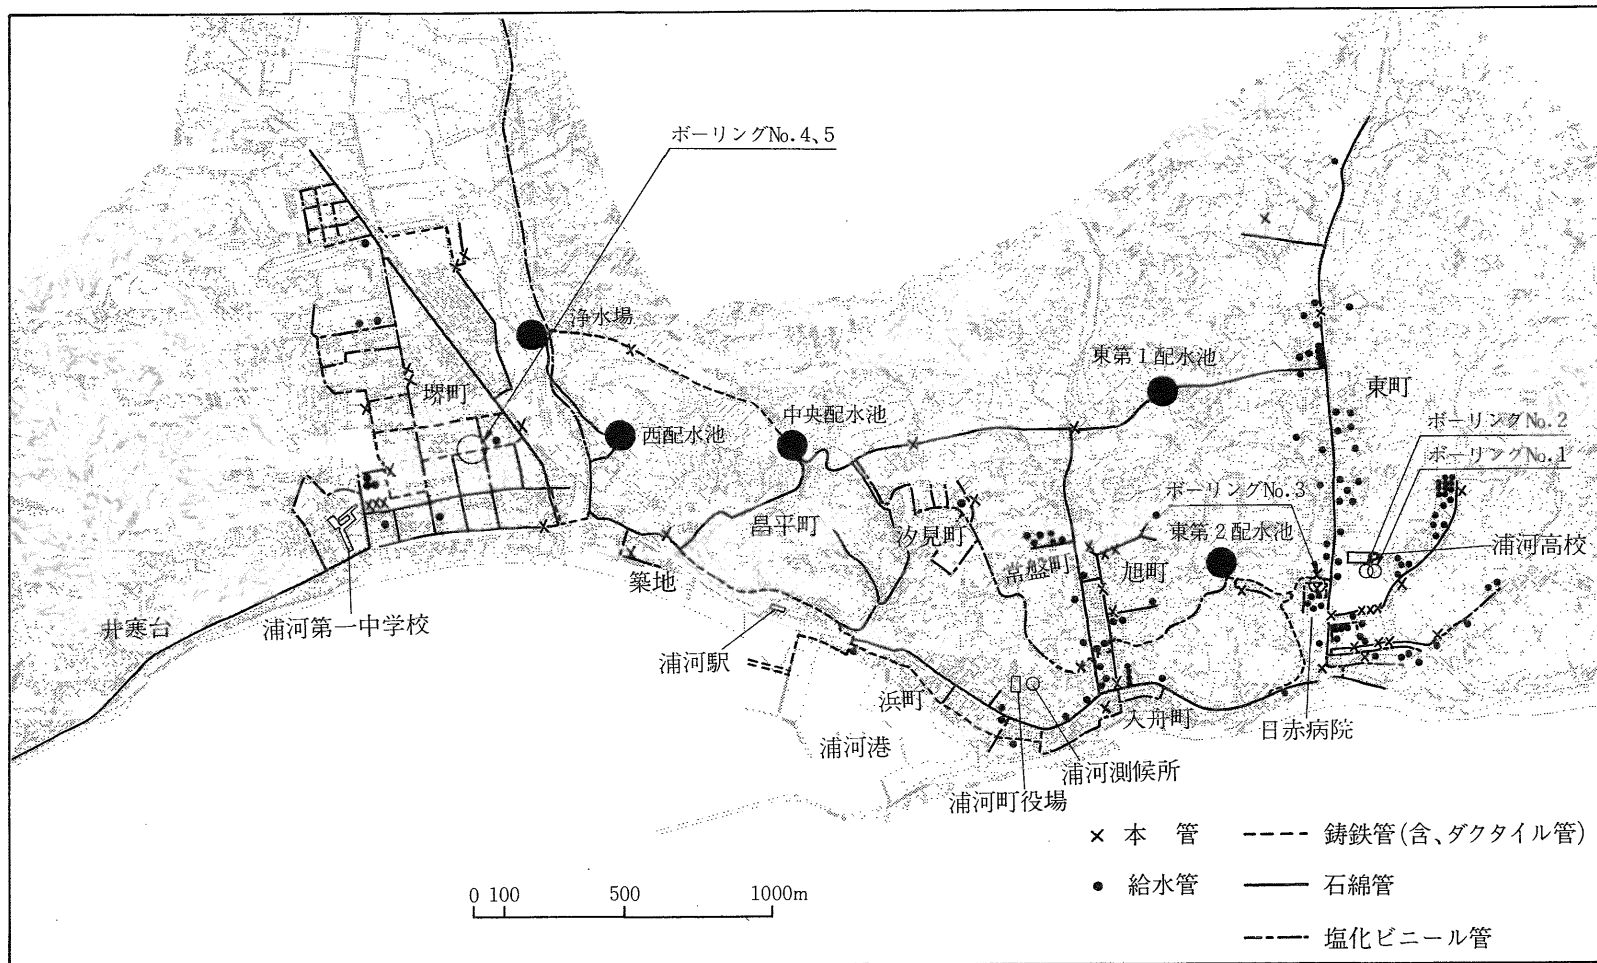 ボーリングNo.4、5
浄水場
東第1配水池
東町
堺町
中央配水池
西配水池
ボーリングNo.2
ボーリングNo.1
ボーリングNo.3
昌平町
汐見町
東第2配水池
浦河高校
常盤町
旭町
築地
井寒台
浦河第一中学校
浦河駅
浜町
入舟町
日赤病院
浦河港
浦河測候所
浦河町役場
× 本 管
--- 鋳鉄管(含、ダクタイル管)
● 給水管
石綿管
塩化ビニール管
0 100 500 1000m